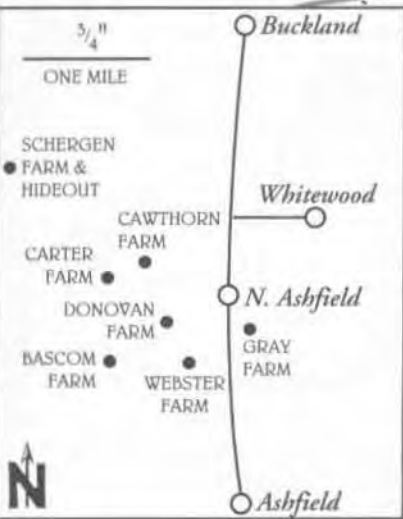 3/4"
ONE MILE
Buckland
SCHERGEN
FARM &
HIDEOUT
Whitewood
CAWTHORN
FARM
CARTER
FARM
N. Ashfield
DONOVAN
FARM
GRAY
FARM
BASCOM
FARM
WEBSTER
FARM
N
Ashfield